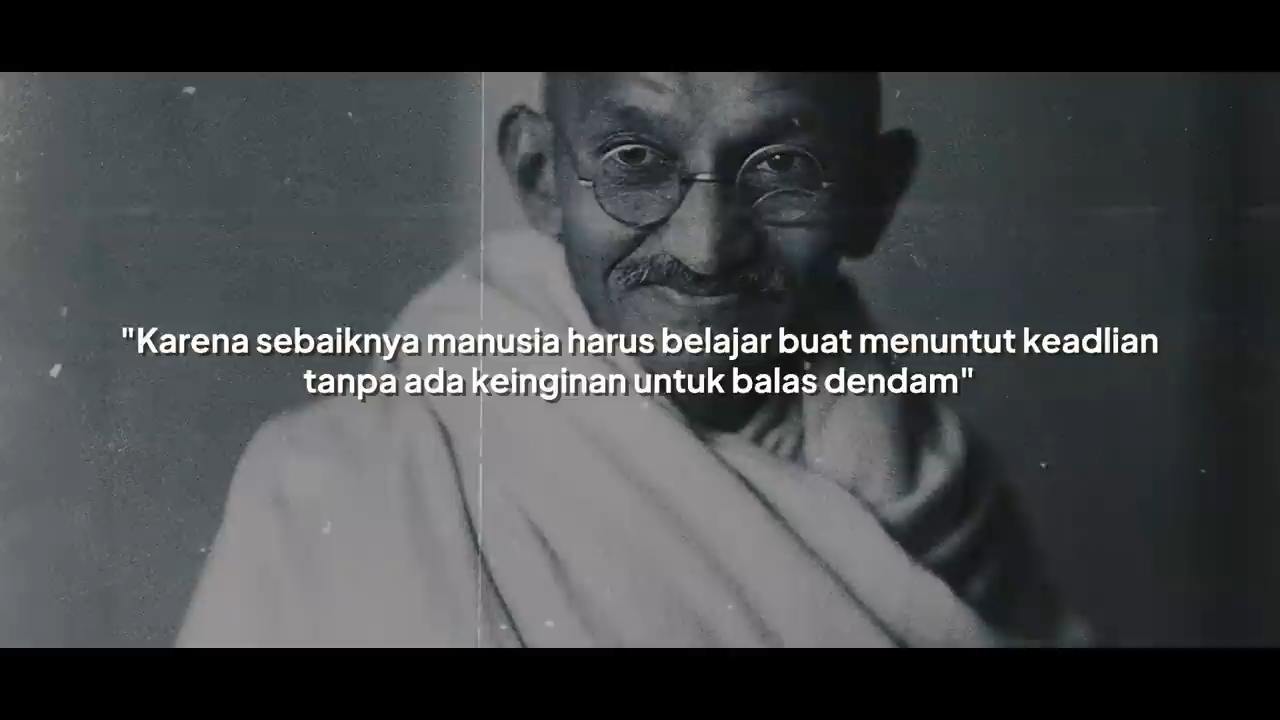 "Karena sebaiknya manusia harus belajar buat menuntut keadlian
tanpa ada keinginan untuk balas dendam"